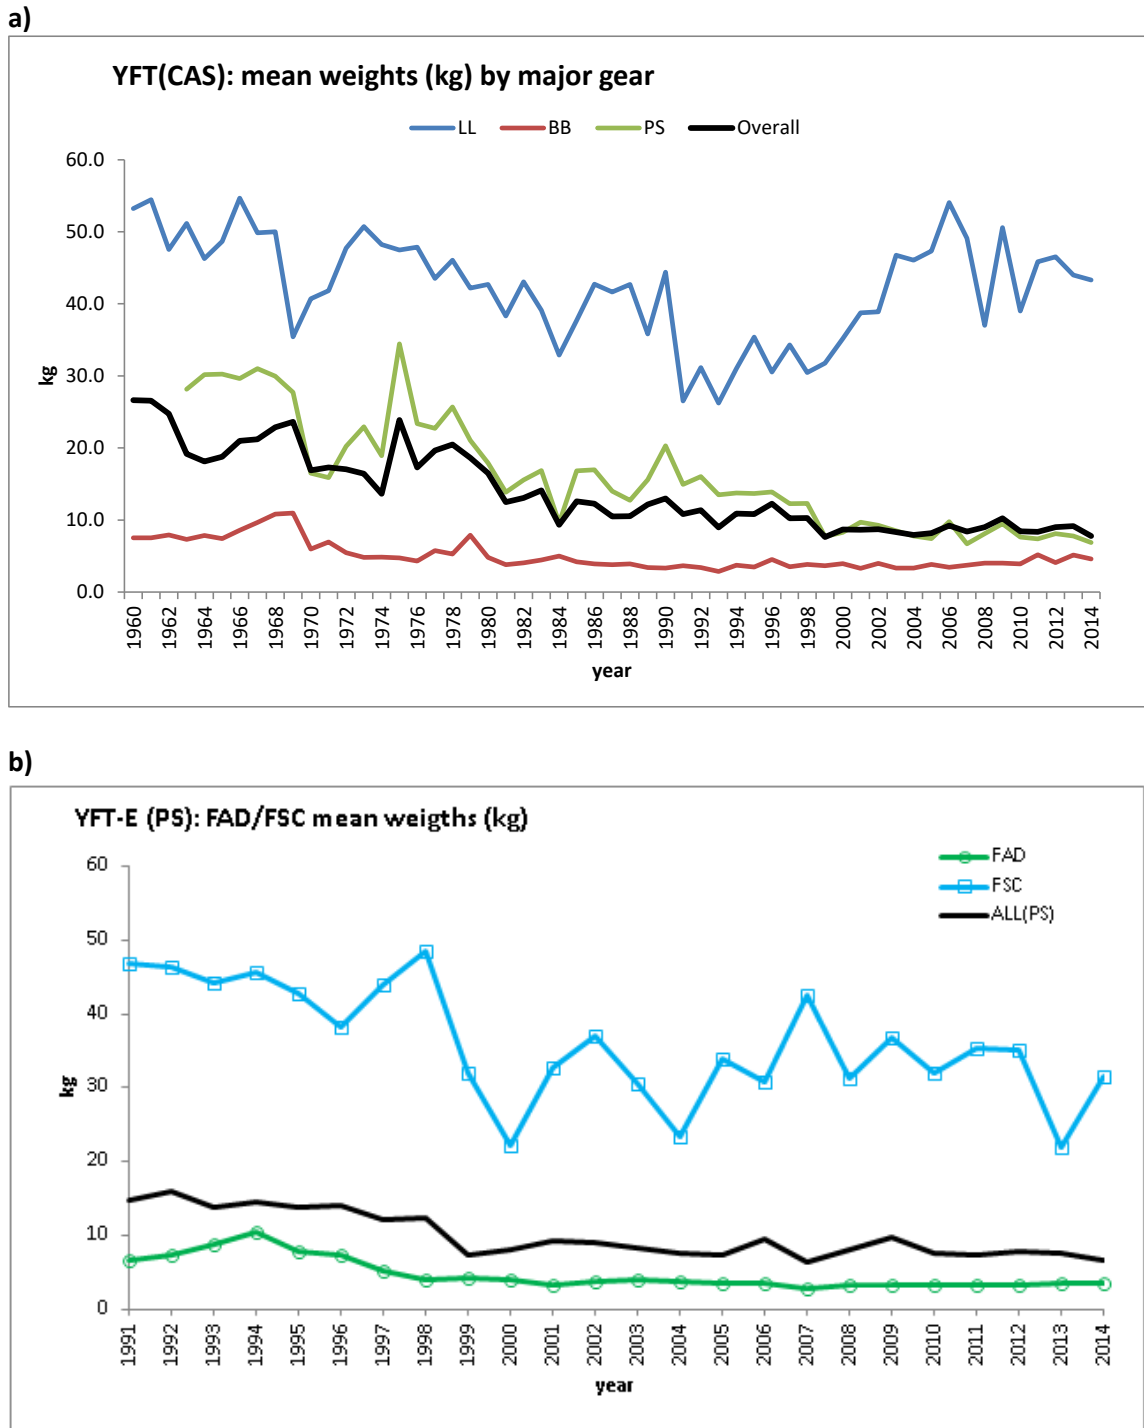 a)
YFT(CAS): mean weights (kg) by major gear
LL BB PS Overall
60.0
50.0
40.0
30.0
20.0
10.0
0.0
kg
1960 1962 1964 1966 1968 1970 1972 1974 1976 1978 1980 1982 1984 1986 1988 1990 1992 1994 1996 1998 2000 2002 2004 2006 2008 2010 2012 2014
year
b)
YFT-E (PS): FAD/FSC mean weigths (kg)
FAD
FSC
ALL(PS)
60
50
40
30
20
10
0
kg
1991 1992 1993 1994 1995 1996 1997 1998 1999 2000 2001 2002 2003 2004 2005 2006 2007 2008 2009 2010 2011 2012 2013 2014
year